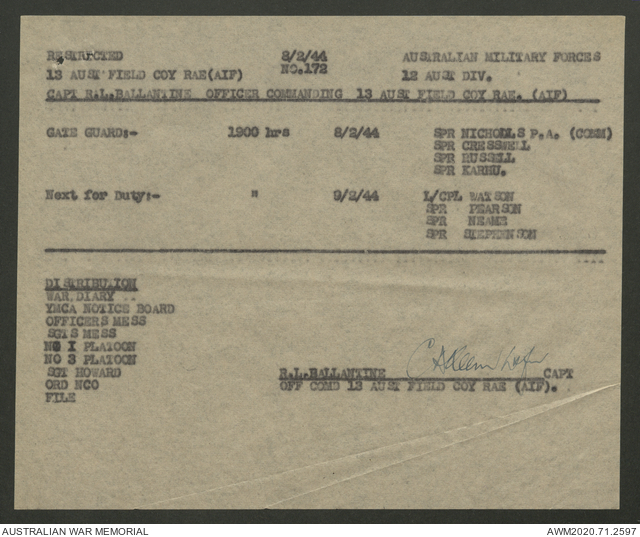 RESTRICTED 8/2/44 AUSTRALIAN MILITARY FORCES
13 AUST FIELD COY RAE(AIF) NO.172 12 AUST DIV.
CAPT R.L.BALLANTINE OFFICER COMMANDING 13 AUST FIELD COY RAE. (AIF)
GATE GUARD:- 1900 hrs 8/2/44 SPR NICHOLLS P.A. (COMM)
SPR CRESSWELL
SPR RUSSELL
SPR KARHU.
Next for Duty:- " 9/2/44 L/CPL WATSON
SPR PEARSON
SPR NEAME
SPR STEPHENSON
DISTRIBUTION
WAR DIARY
YMCA NOTICE BOARD
OFFICERS MESS
SGTS MESS
NO I PLATOON
NO 3 PLATOON
SGT HOWARD R.L.BALLANTINE CAPT
ORD NCO OFF COMD 13 AUST FIELD COY RAE (AIF).
FILE
AUSTRALIAN WAR MEMORIAL AWM2020.71.2597